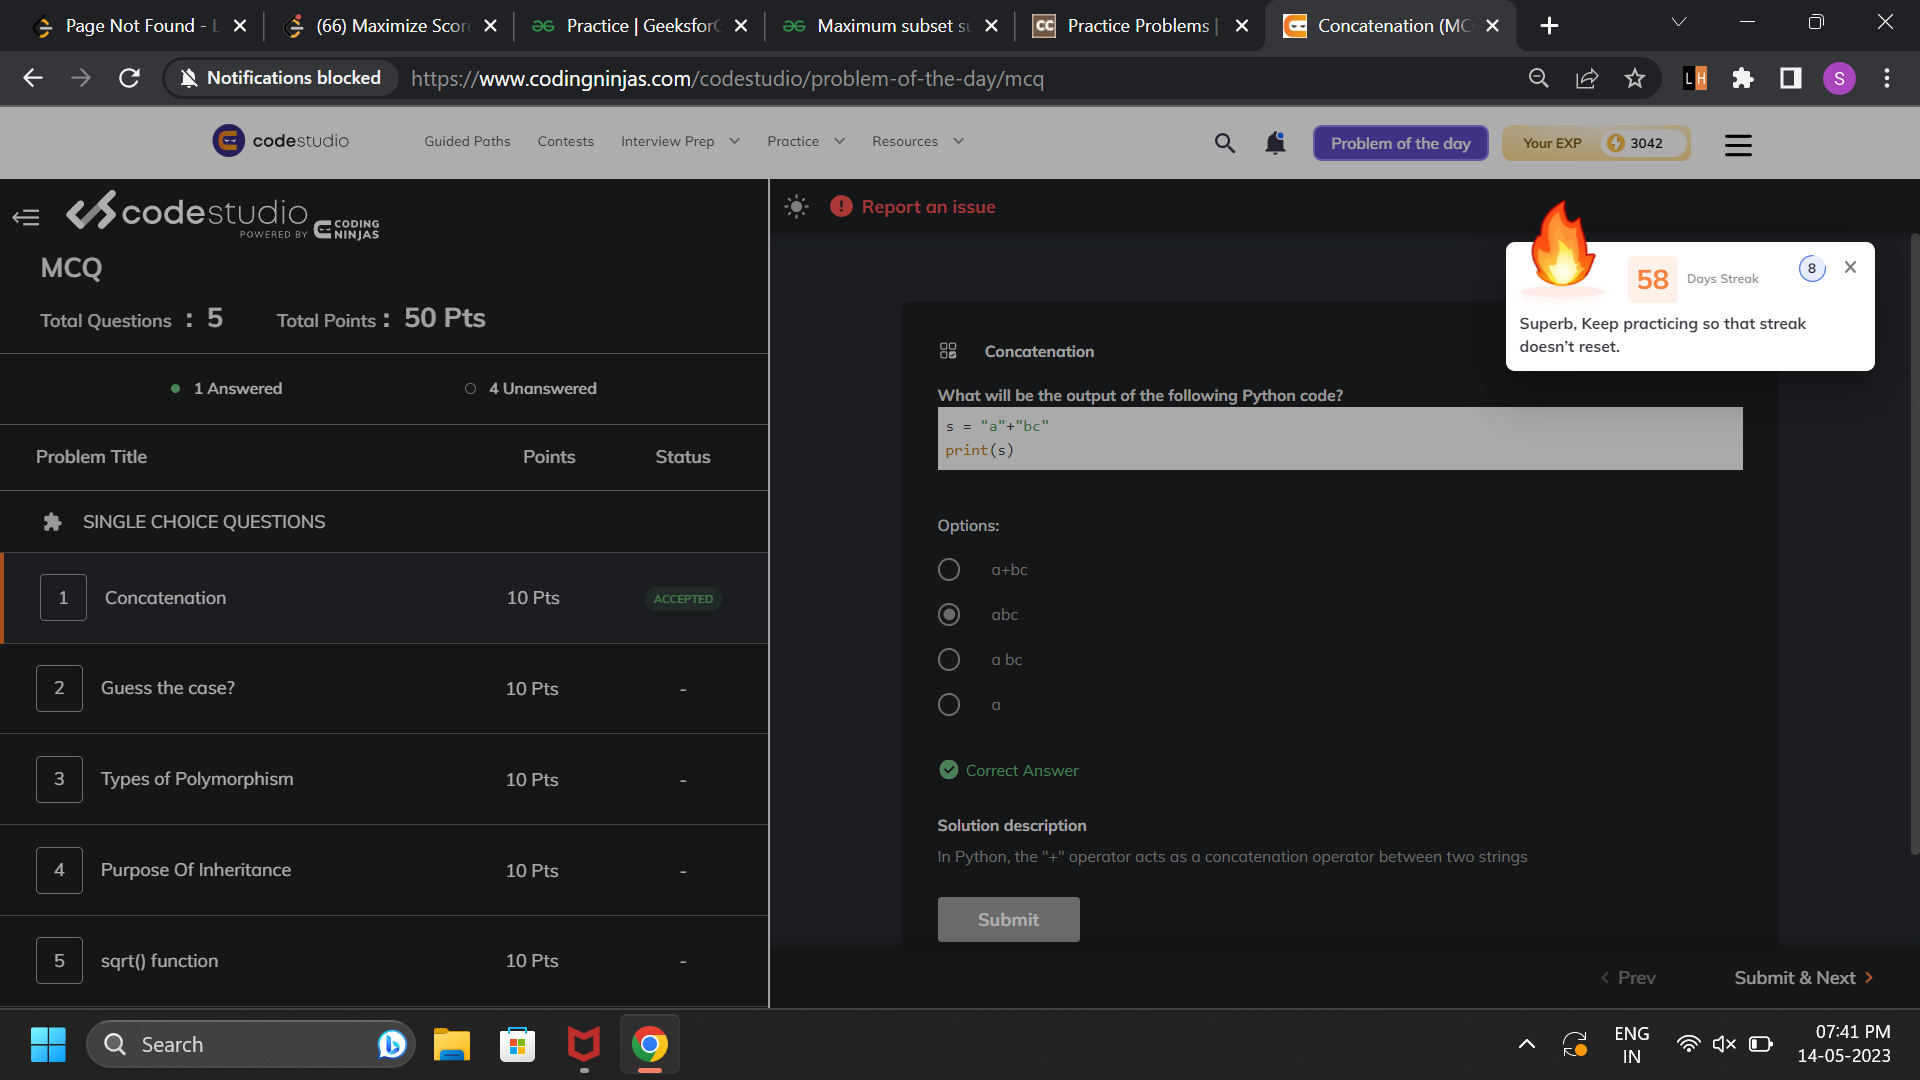 Page Not Found - L
(66) Maximize Score
Practice | GeeksforG
Maximum subset su
Practice Problems |
Concatenation (MC
Notifications blocked
https://www.codingninjas.com/codestudio/problem-of-the-day/mcq
LH
S
codestudio
Guided Paths
Contests
Interview Prep
Practice
Resources
Problem of the day
Your EXP
3042
codestudio
POWERED BY CODING NINJAS
MCQ
Total Questions : 5
Total Points : 50 Pts
1 Answered
4 Unanswered
Problem Title Points Status
SINGLE CHOICE QUESTIONS
1 Concatenation 10 Pts ACCEPTED
2 Guess the case? 10 Pts -
3 Types of Polymorphism 10 Pts -
4 Purpose Of Inheritance 10 Pts -
5 sqrt() function 10 Pts -
Report an issue
58 Days Streak
8
Superb, Keep practicing so that streak
doesn't reset.
Concatenation
What will be the output of the following Python code?
s = "a"+"bc"
print(s)
Options:
a+bc
abc
a bc
a
Correct Answer
Solution description
In Python, the "+" operator acts as a concatenation operator between two strings
Submit
Prev
Submit & Next
Search
ENG
IN
07:41 PM
14-05-2023